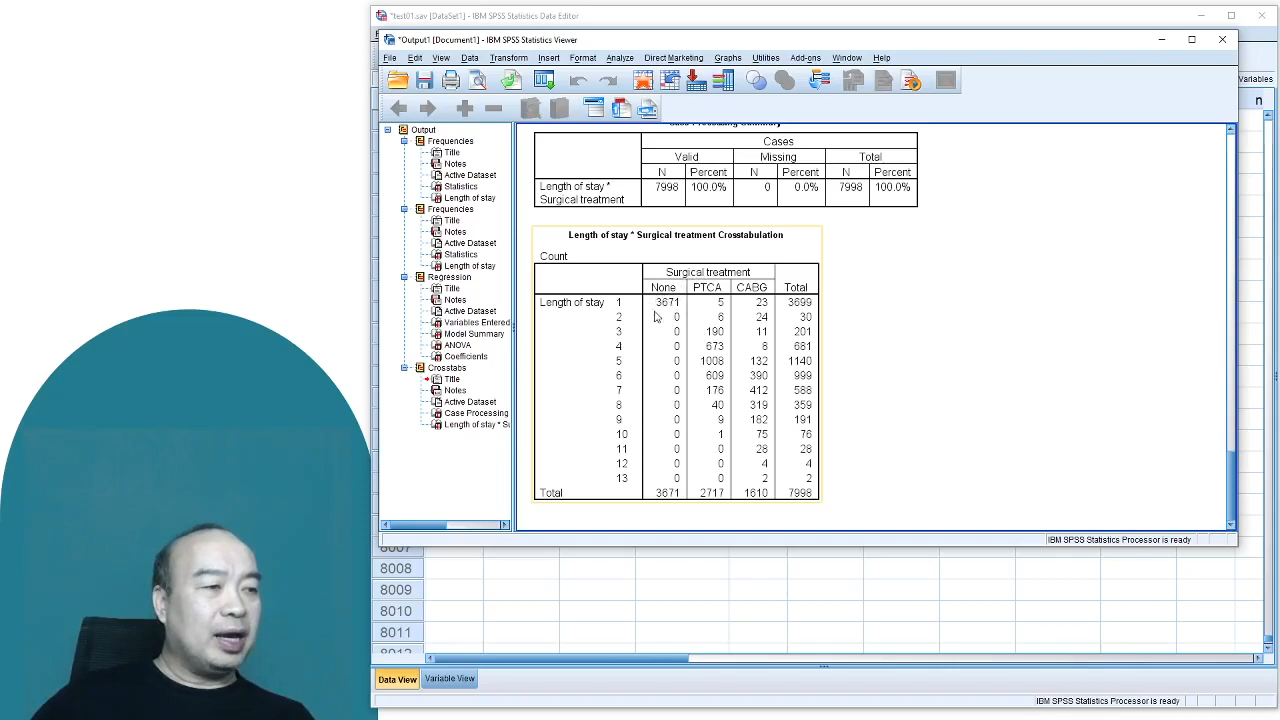 *test01.sav [DataSet1] - IBM SPSS Statistics Data Editor
*Output1 [Document1] - IBM SPSS Statistics Viewer
File Edit View Data Transform Insert Format Analyze Direct Marketing Graphs Utilities Add-ons Window Help
Variables
n
Output
Frequencies
Title
Notes
Active Dataset
Statistics
Length of stay
Frequencies
Title
Notes
Active Dataset
Statistics
Length of stay
Regression
Title
Notes
Active Dataset
Variables Entered
Model Summary
ANOVA
Coefficients
Crosstabs
Title
Notes
Active Dataset
Case Processing
Length of stay * Su
Case Processing Summary
Cases
Valid Missing Total
N Percent N Percent N Percent
Length of stay * 7998 100.0% 0 0.0% 7998 100.0%
Surgical treatment
Length of stay * Surgical treatment Crosstabulation
Count
Surgical treatment
None PTCA CABG Total
Length of stay 1 3671 5 23 3699
2 0 6 24 30
3 0 190 11 201
4 0 673 8 681
5 0 1008 132 1140
6 0 609 390 999
7 0 176 412 588
8 0 40 319 359
9 0 9 182 191
10 0 1 75 76
11 0 0 28 28
12 0 0 4 4
13 0 0 2 2
Total 3671 2717 1610 7998
IBM SPSS Statistics Processor is ready
8007
8008
8009
8010
8011
8012
Data View Variable View
IBM SPSS Statistics Processor is ready